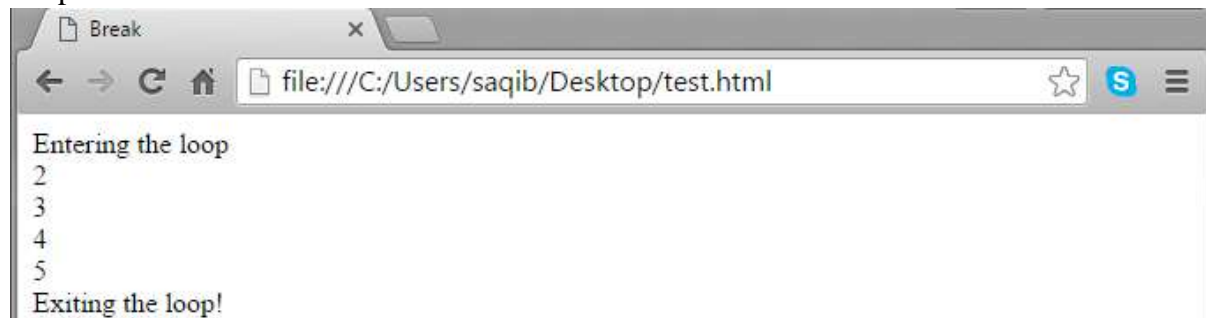 Break
file:///C:/Users/saqib/Desktop/test.html
S
Entering the loop
2
3
4
5
Exiting the loop!